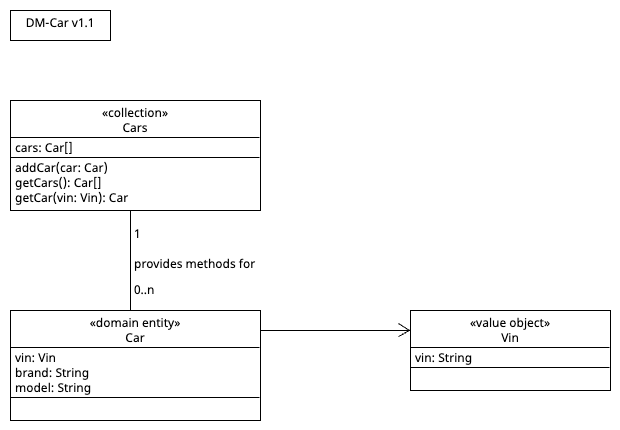 DM-Car v1.1
«collection»
Cars
cars: Car[]
addCar(car: Car)
getCars(): Car[]
getCar(vin: Vin): Car
1
provides methods for
0..n
«domain entity»
Car
vin: Vin
brand: String
model: String
«value object»
Vin
vin: String